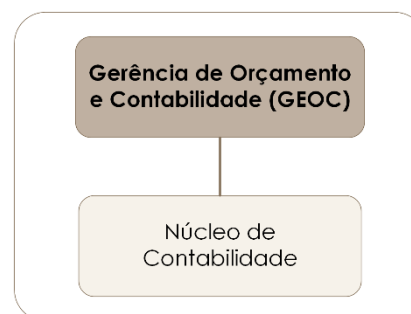 Gerência de Orçamento
e Contabilidade (GEOC)
Núcleo de
Contabilidade